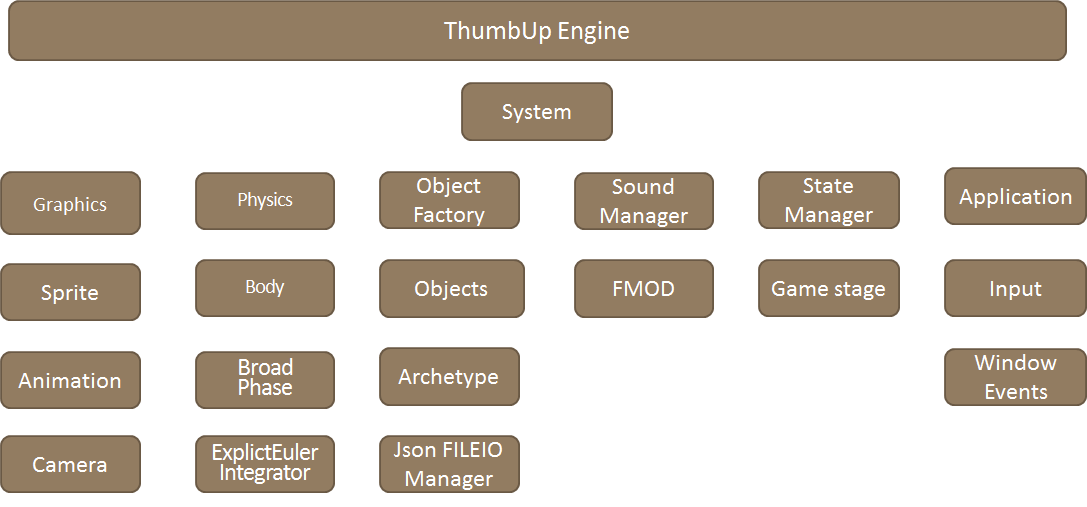 ThumbUp Engine
System
Graphics
Physics
Object
Factory
Sound
Manager
State
Manager
Application
Sprite
Body
Objects
FMOD
Game stage
Input
Animation
Broad
Phase
Archetype
Window
Events
Camera
ExplictEuler
Integrator
Json FILEIO
Manager